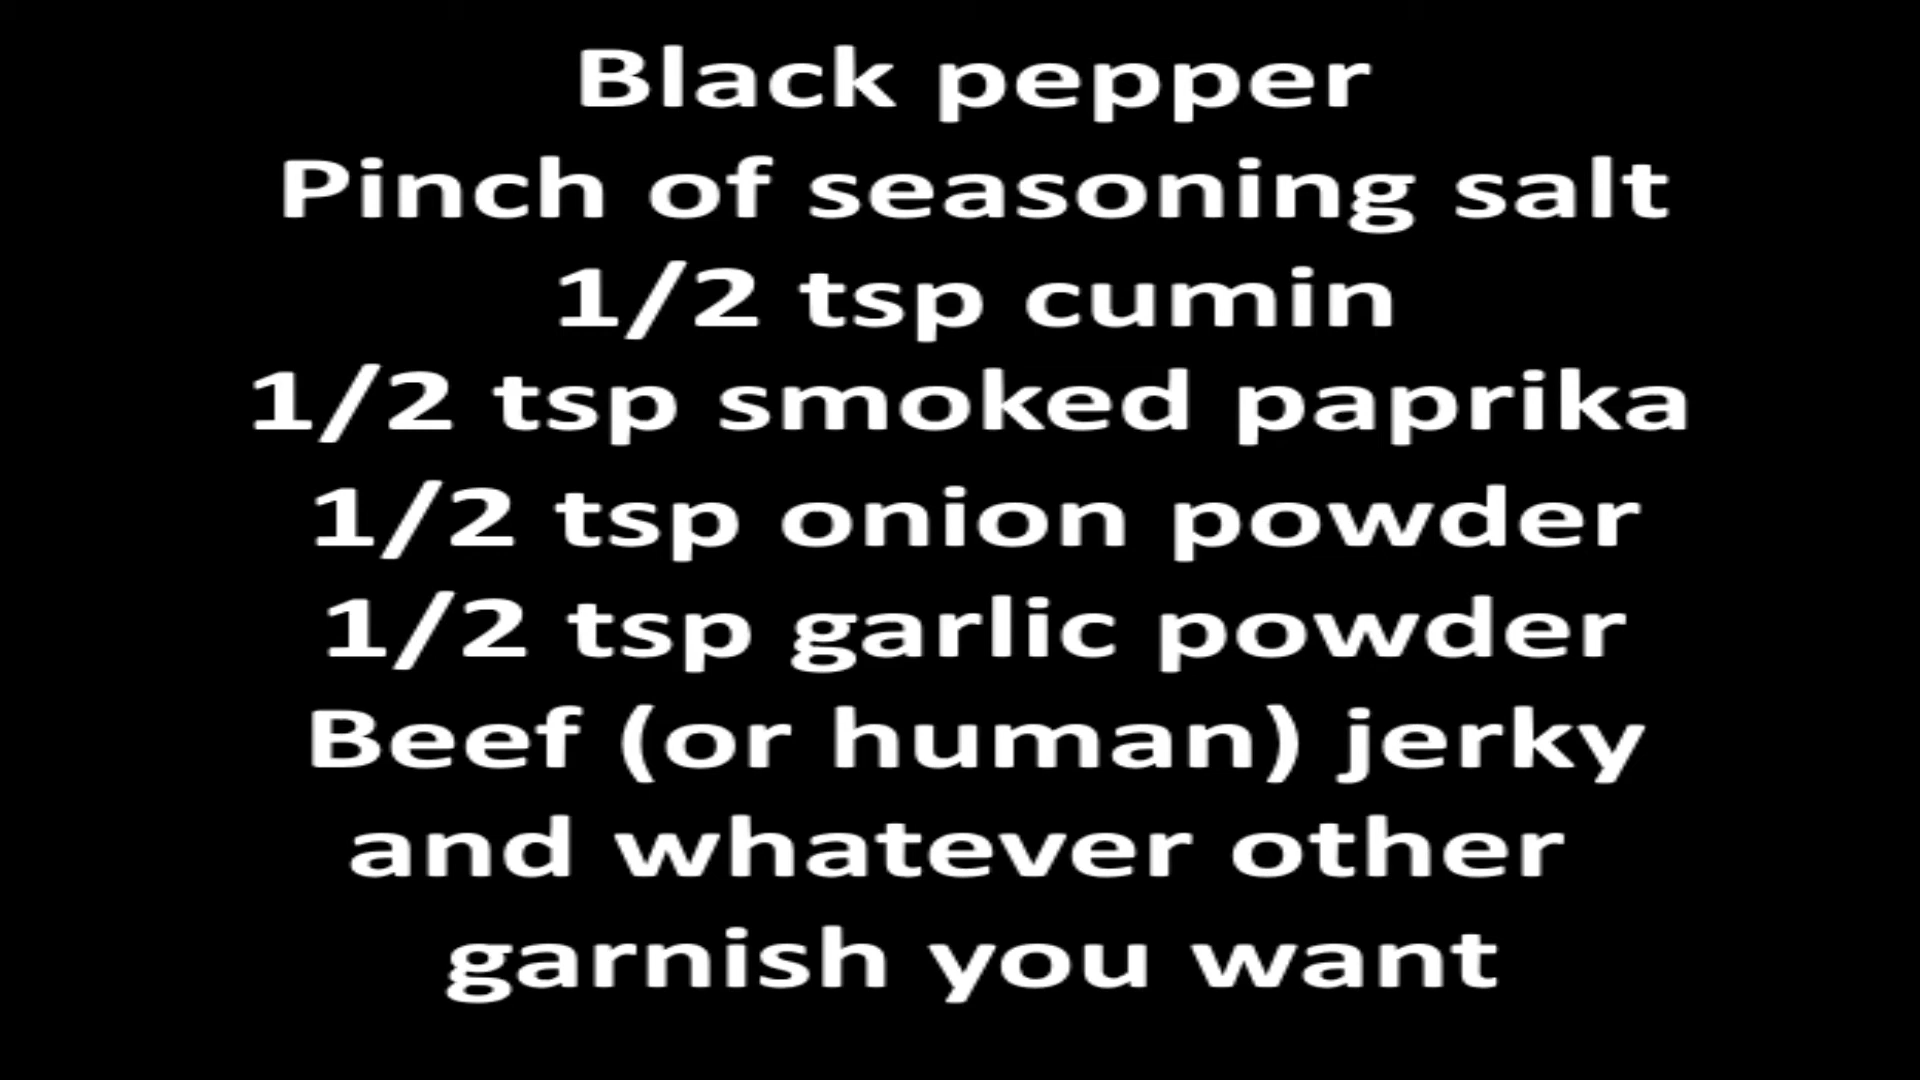 Black pepper
Pinch of seasoning salt
1/2 tsp cumin
1/2 tsp smoked paprika
1/2 tsp onion powder
1/2 tsp garlic powder
Beef (or human) jerky
and whatever other
garnish you want